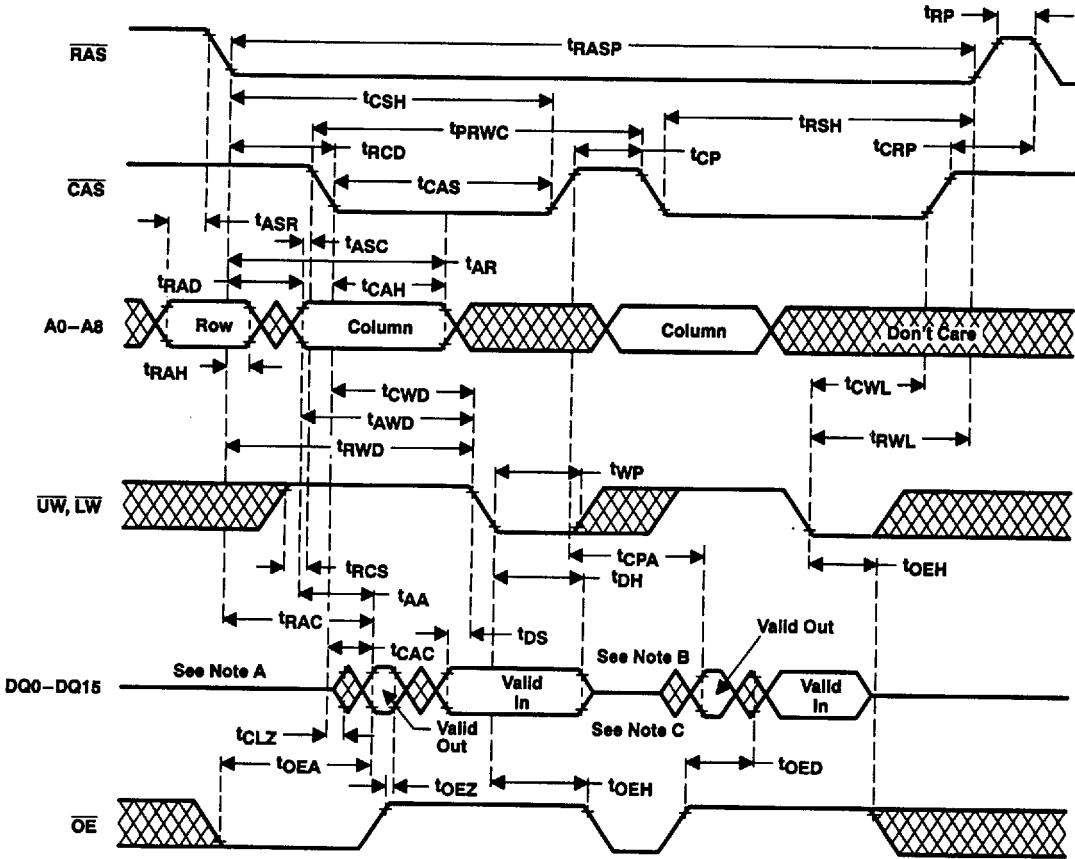 tRP
RAS
tRASP
tCSH
tPRWC
tRSH
tRCD
tCP
tCRP
CAS
tCAS
tASR
tASC
tAR
tRAD
tCAH
A0–A8
Row
Column
Column
Don't Care
tRAH
tCWD
tCWL
tAWD
tRWD
tRWL
tWP
UW, LW
tCPA
tOEH
tRCS
tDH
tAA
tRAC
tDS
Valid Out
tCAC
See Note A
See Note B
DQ0–DQ15
Valid
In
Valid
In
See Note C
Valid
Out
tCLZ
tOEA
tOED
tOEZ
tOEH
OE